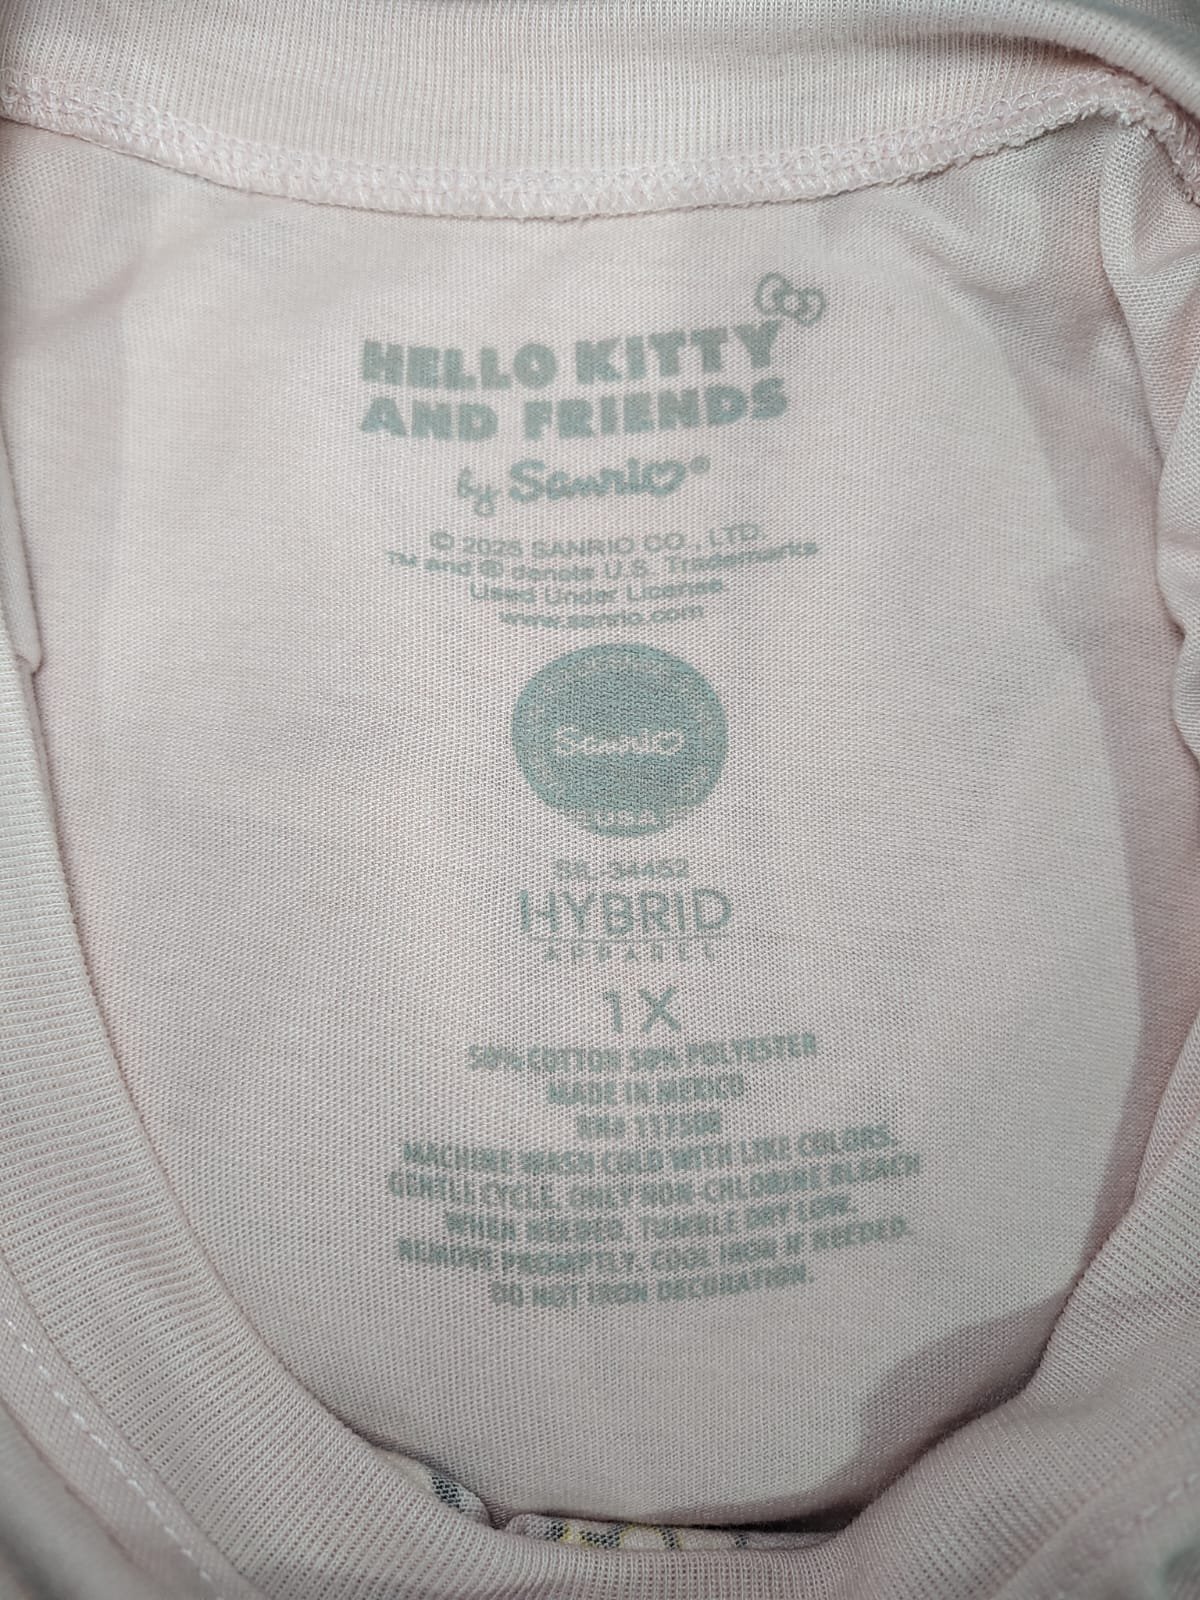 HELLO KITTY
AND FRIENDS
by Sanrio®
© 2025 SANRIO CO., LTD.
TM and ® denote U.S. Trademarks
Used Under License.
www.sanrio.com
Sanrio
USA
34452
HYBRID
APPAREL
1X
50% COTTON 50% POLYESTER
MADE IN MEXICO
RN# 117500
MACHINE WASH COLD WITH LIKE COLORS.
GENTLE CYCLE. ONLY NON-CHLORINE BLEACH
WHEN NEEDED. TUMBLE DRY LOW.
REMOVE PROMPTLY. COOL IRON IF NEEDED.
DO NOT IRON DECORATION.